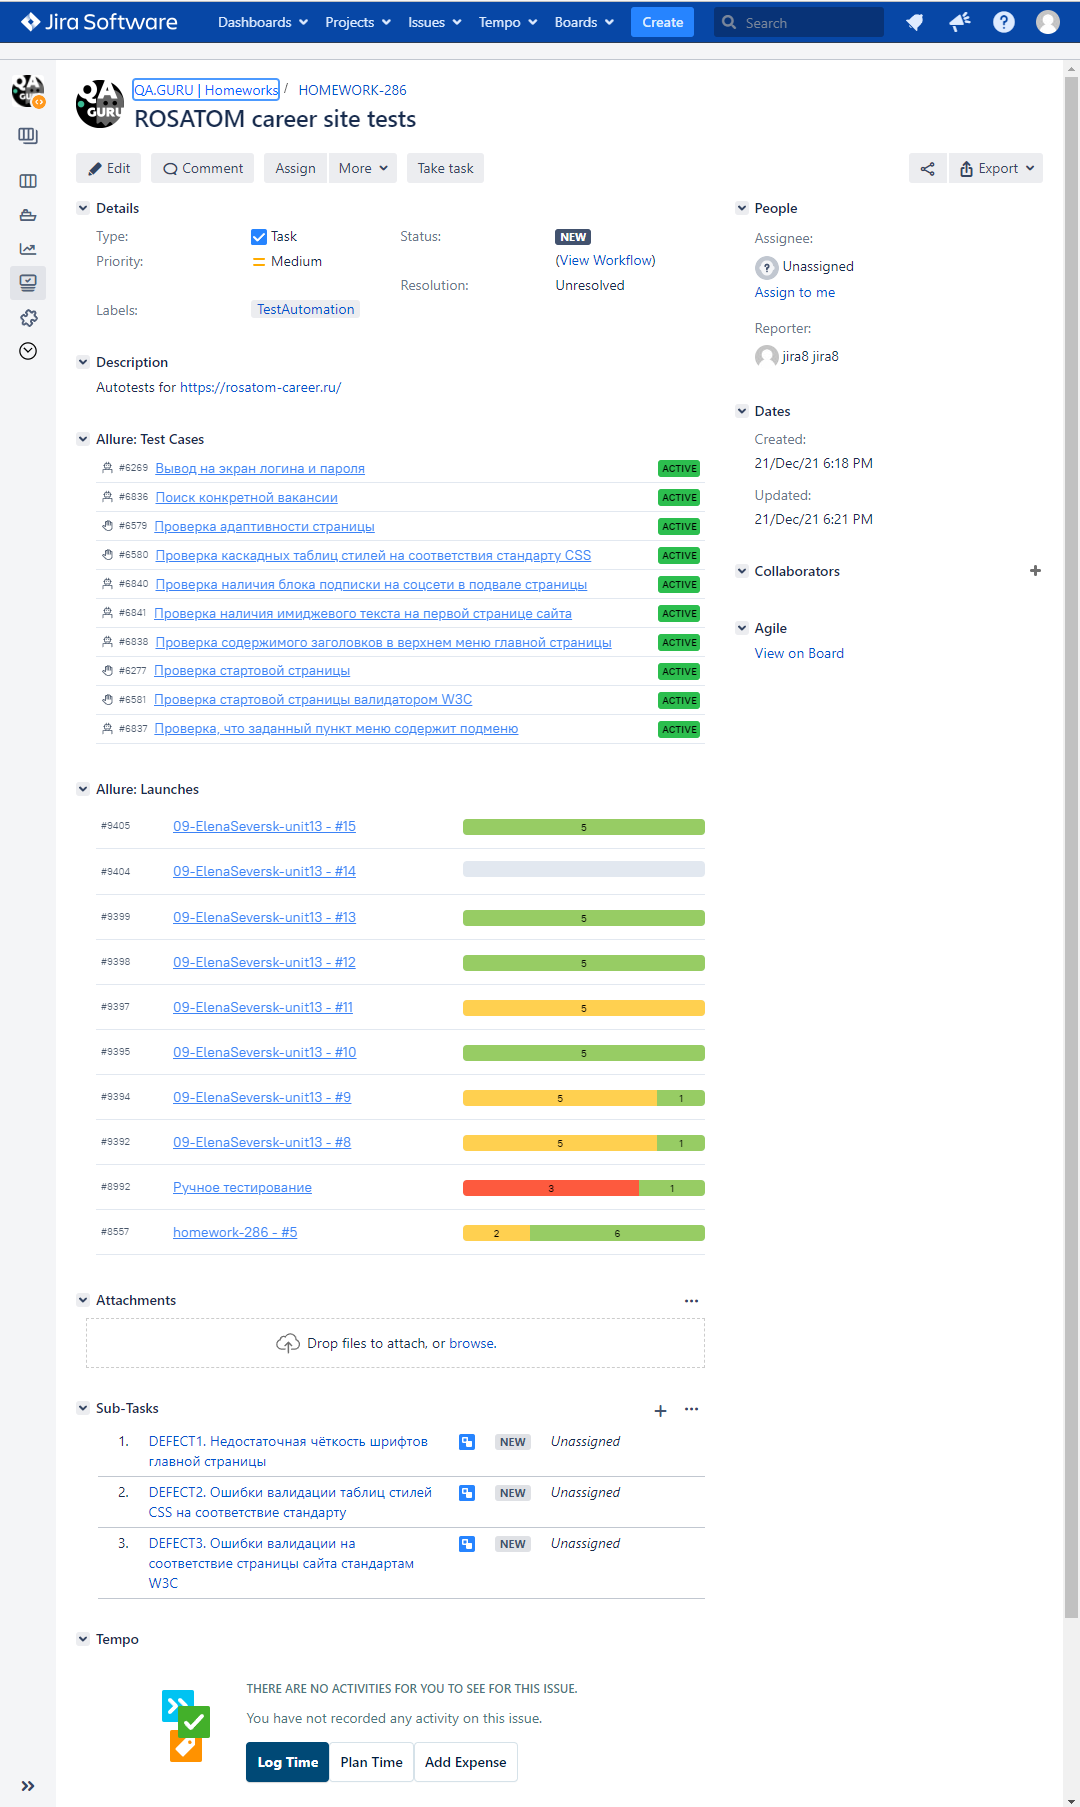 Jira Software Dashboards Projects Issues Tempo Boards Create Search
QA.GURU | Homeworks / HOMEWORK-286
QA
GURU
QA
GURU
ROSATOM career site tests
Edit Comment Assign More Take task Export
Details
Type: Task Status: NEW
(View Workflow)
Priority: Medium
Resolution: Unresolved
Labels: TestAutomation
Description
Autotests for https://rosatom-career.ru/
Allure: Test Cases
#6269 Вывод на экран логина и пароля ACTIVE
#6836 Поиск конкретной вакансии ACTIVE
#6579 Проверка адаптивности страницы ACTIVE
#6580 Проверка каскадных таблиц стилей на соответствия стандарту CSS ACTIVE
#6840 Проверка наличия блока подписки на соцсети в подвале страницы ACTIVE
#6841 Проверка наличия имиджевого текста на первой странице сайта ACTIVE
#6838 Проверка содержимого заголовков в верхнем меню главной страницы ACTIVE
#6277 Проверка стартовой страницы ACTIVE
#6581 Проверка стартовой страницы валидатором W3C ACTIVE
#6837 Проверка, что заданный пункт меню содержит подменю ACTIVE
Allure: Launches
#9405 09-ElenaSeversk-unit13 - #15 5
#9404 09-ElenaSeversk-unit13 - #14
#9399 09-ElenaSeversk-unit13 - #13 5
#9398 09-ElenaSeversk-unit13 - #12 5
#9397 09-ElenaSeversk-unit13 - #11 5
#9395 09-ElenaSeversk-unit13 - #10 5
#9394 09-ElenaSeversk-unit13 - #9 5 1
#9392 09-ElenaSeversk-unit13 - #8 5 1
#8992 Ручное тестирование 3 1
#8557 homework-286 - #5 2 6
Attachments
Drop files to attach, or browse.
Sub-Tasks
1. DEFECT1. Недостаточная чёткость шрифтов NEW Unassigned
главной страницы
2. DEFECT2. Ошибки валидации таблиц стилей NEW Unassigned
CSS на соответствие стандарту
3. DEFECT3. Ошибки валидации на NEW Unassigned
соответствие страницы сайта стандартам
W3C
Tempo
THERE ARE NO ACTIVITIES FOR YOU TO SEE FOR THIS ISSUE.
You have not recorded any activity on this issue.
Log Time Plan Time Add Expense
People
Assignee:
Unassigned
Assign to me
Reporter:
jira8 jira8
Dates
Created:
21/Dec/21 6:18 PM
Updated:
21/Dec/21 6:21 PM
Collaborators
Agile
View on Board